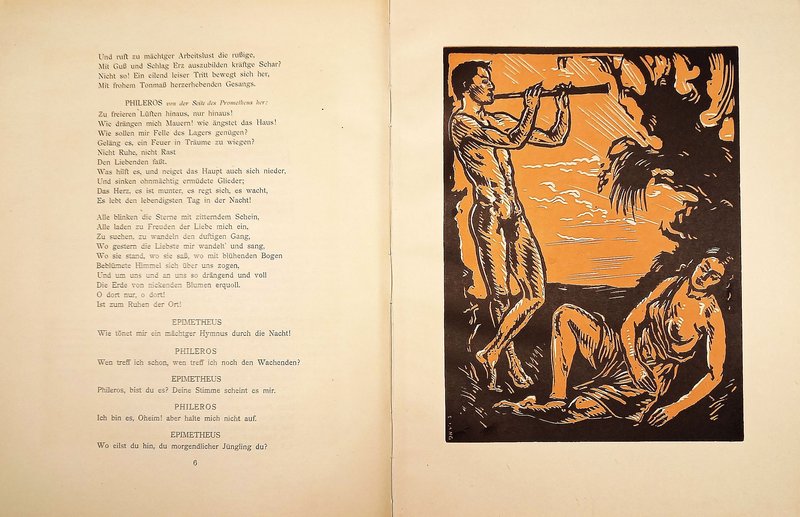 Und ruft zu mächtiger Arbeitslust die rußige,
Mit Guß und Schlag Erz auszubilden kräftge Schar?
Nicht so! Ein eilend leiser Tritt bewegt sich her,
Mit frohem Tonmaß herzerhebenden Gesangs.
PHILEROS von der Seite des Prometheus her:
Zu freieren Lüften hinaus, nur hinaus!
Wie drängen mich Mauern! wie ängstet das Haus!
Wie sollen mir Felle des Lagers genügen?
Geläng es, ein Feuer in Träume zu wiegen?
Nicht Ruhe, nicht Rast
Den Liebenden faßt.
Was hilft es, und neiget das Haupt auch sich nieder,
Und sinken ohnmächtig ermüdete Glieder;
Das Herz, es ist munter, es regt sich, es wacht,
Es lebt den lebendigsten Tag in der Nacht!
Alle blinken die Sterne mit zitterndem Schein,
Alle laden zu Freuden der Liebe mich ein,
Zu suchen, zu wandeln den duftigen Gang,
Wo gestern die Liebste mir wandelt' und sang,
Wo sie stand, wo sie saß, wo mit blühenden Bogen
Beblümete Himmel sich über uns zogen,
Und um uns und an uns so drängend und voll
Die Erde von nickenden Blumen erquoll.
O dort nur, o dort!
Ist zum Ruhen der Ort!
EPIMETHEUS
Wie tönet mir ein mächtger Hymnus durch die Nacht!
PHILEROS
Wen treff ich schon, wen treff ich noch den Wachenden?
EPIMETHEUS
Phileros, bist du es? Deine Stimme scheint es mir.
PHILEROS
Ich bin es, Oheim! aber halte mich nicht auf.
EPIMETHEUS
Wo eilst du hin, du morgendlicher Jüngling du?
6